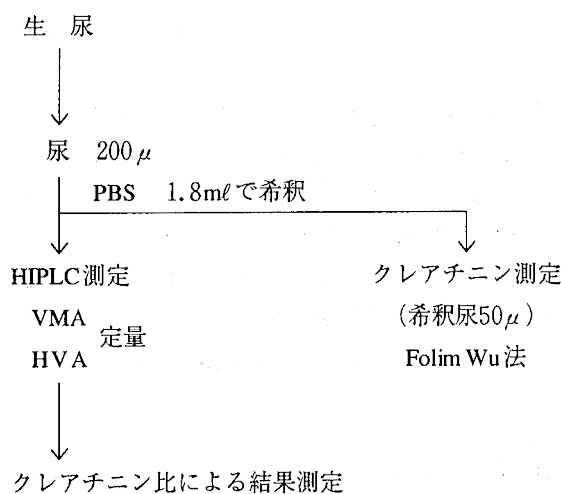 生尿
尿 200μ
PBS 1.8mℓで希釈
HIPLC測定
VMA
HVA
定量
クレアチニン測定
(希釈尿50μ)
Folim Wu法
クレアチニン比による結果測定